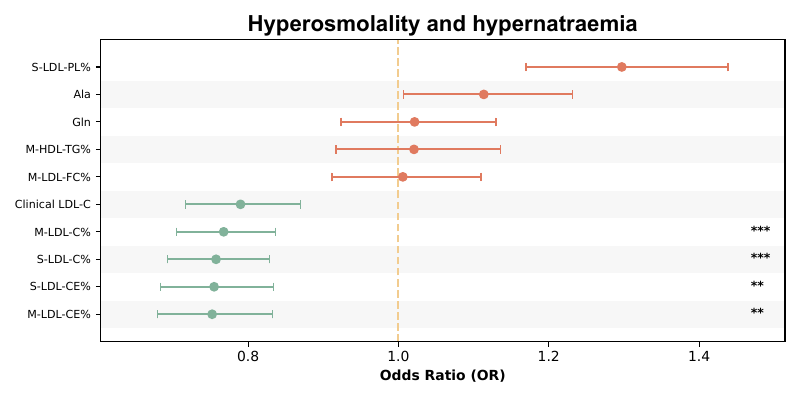 Hyperosmolality and hypernatraemia
S-LDL-PL%
Ala
Gln
M-HDL-TG%
M-LDL-FC%
Clinical LDL-C
M-LDL-C% ***
S-LDL-C% ***
S-LDL-CE% **
M-LDL-CE% **
0.8 1.0 1.2 1.4
Odds Ratio (OR)